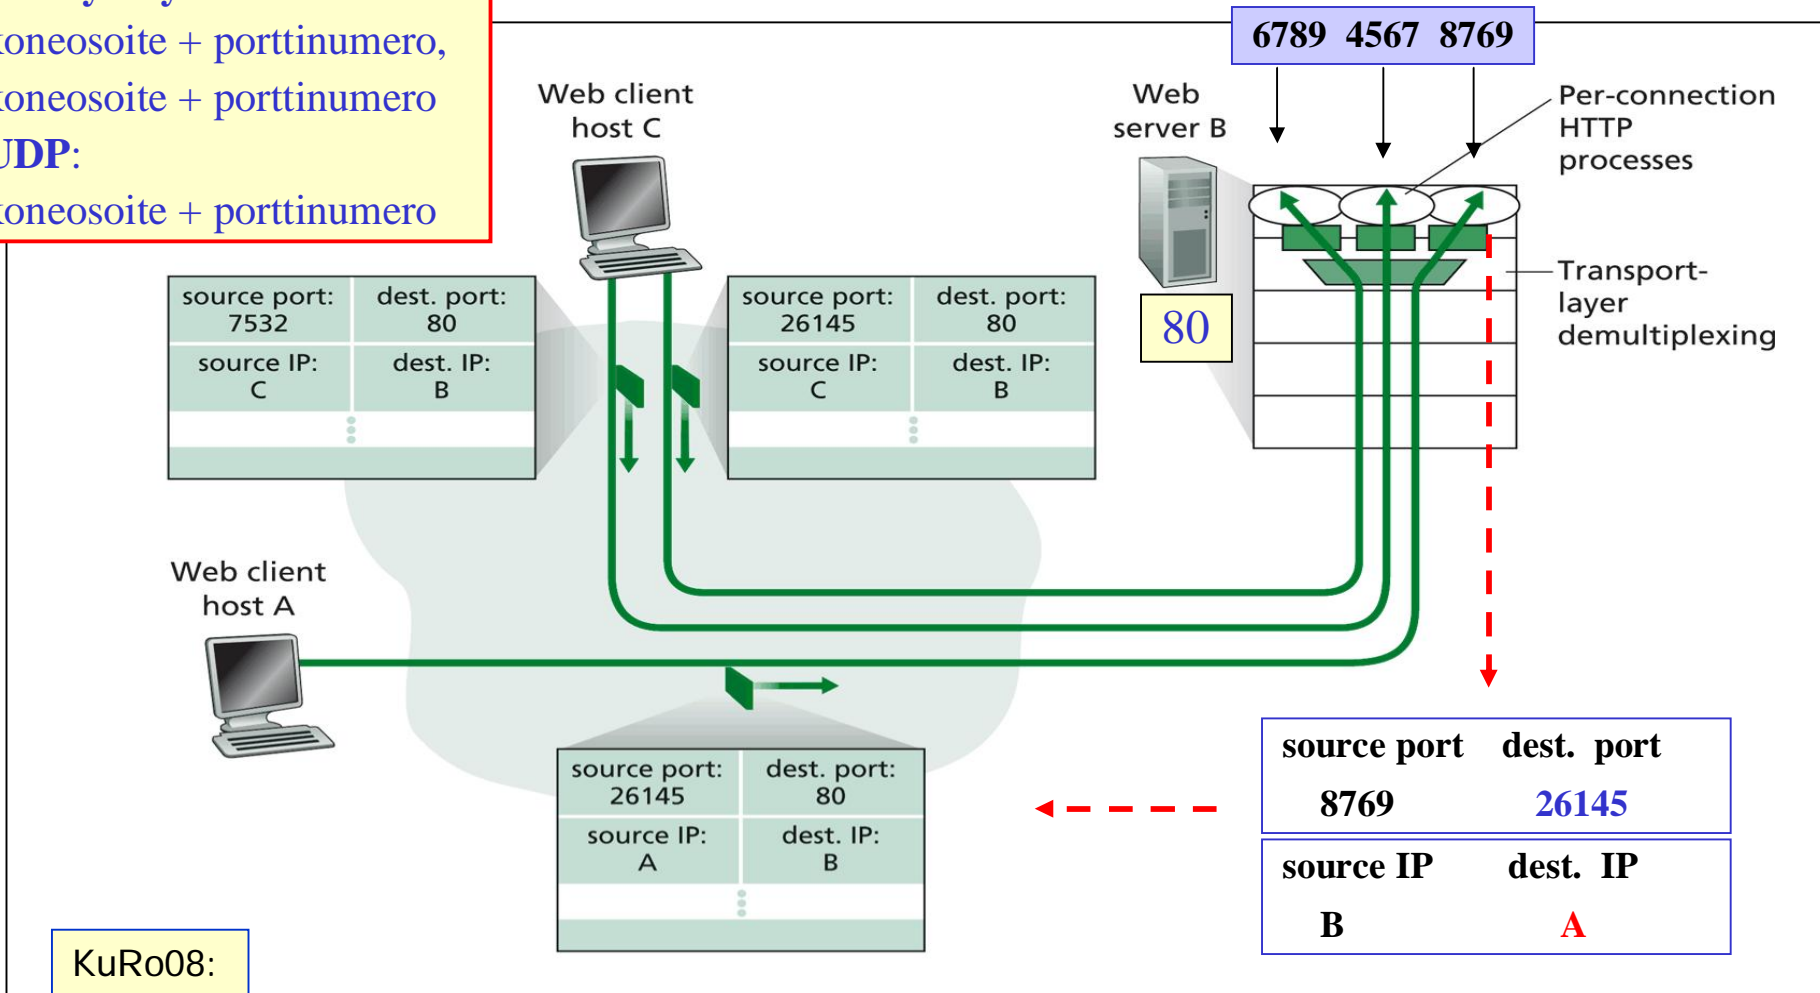 koneosoite + porttinumero,
koneosoite + porttinumero
UDP:
koneosoite + porttinumero
6789 4567 8769
Web client
host C
Web
server B
Per-connection
HTTP
processes
Transport-
layer
demultiplexing
80
source port:
7532
dest. port:
80
source IP:
C
dest. IP:
B
source port:
26145
dest. port:
80
source IP:
C
dest. IP:
B
Web client
host A
source port:
26145
dest. port:
80
source IP:
A
dest. IP:
B
source port dest. port
8769 26145
source IP dest. IP
B A
KuRo08: